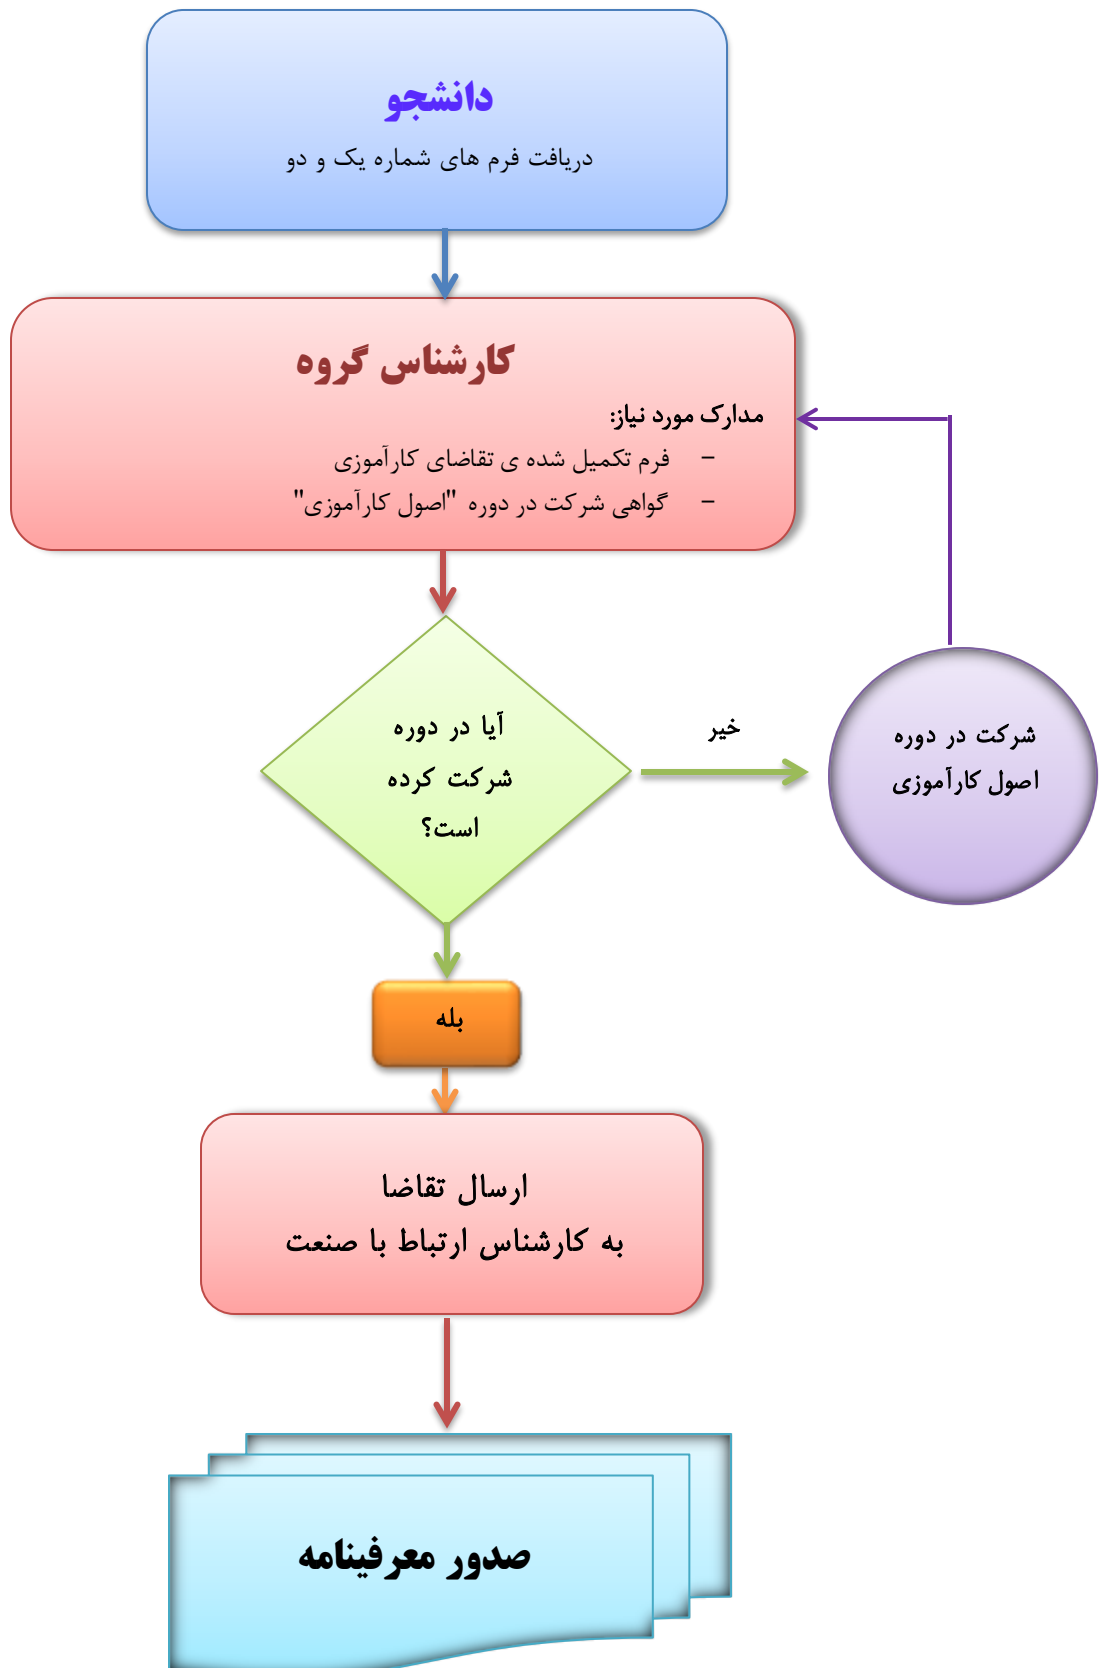 دانشجو
دریافت فرم های شماره یک و دو
کارشناس گروه
مدارک مورد نیاز:
- فرم تکمیل شده ی تقاضای کارآموزی
- گواهی شرکت در دوره "اصول کارآموزی"
آیا در دوره
شرکت کرده
است؟
خیر
شرکت در دوره
اصول کارآموزی
بله
ارسال تقاضا
به کارشناس ارتباط با صنعت
صدور معرفینامه